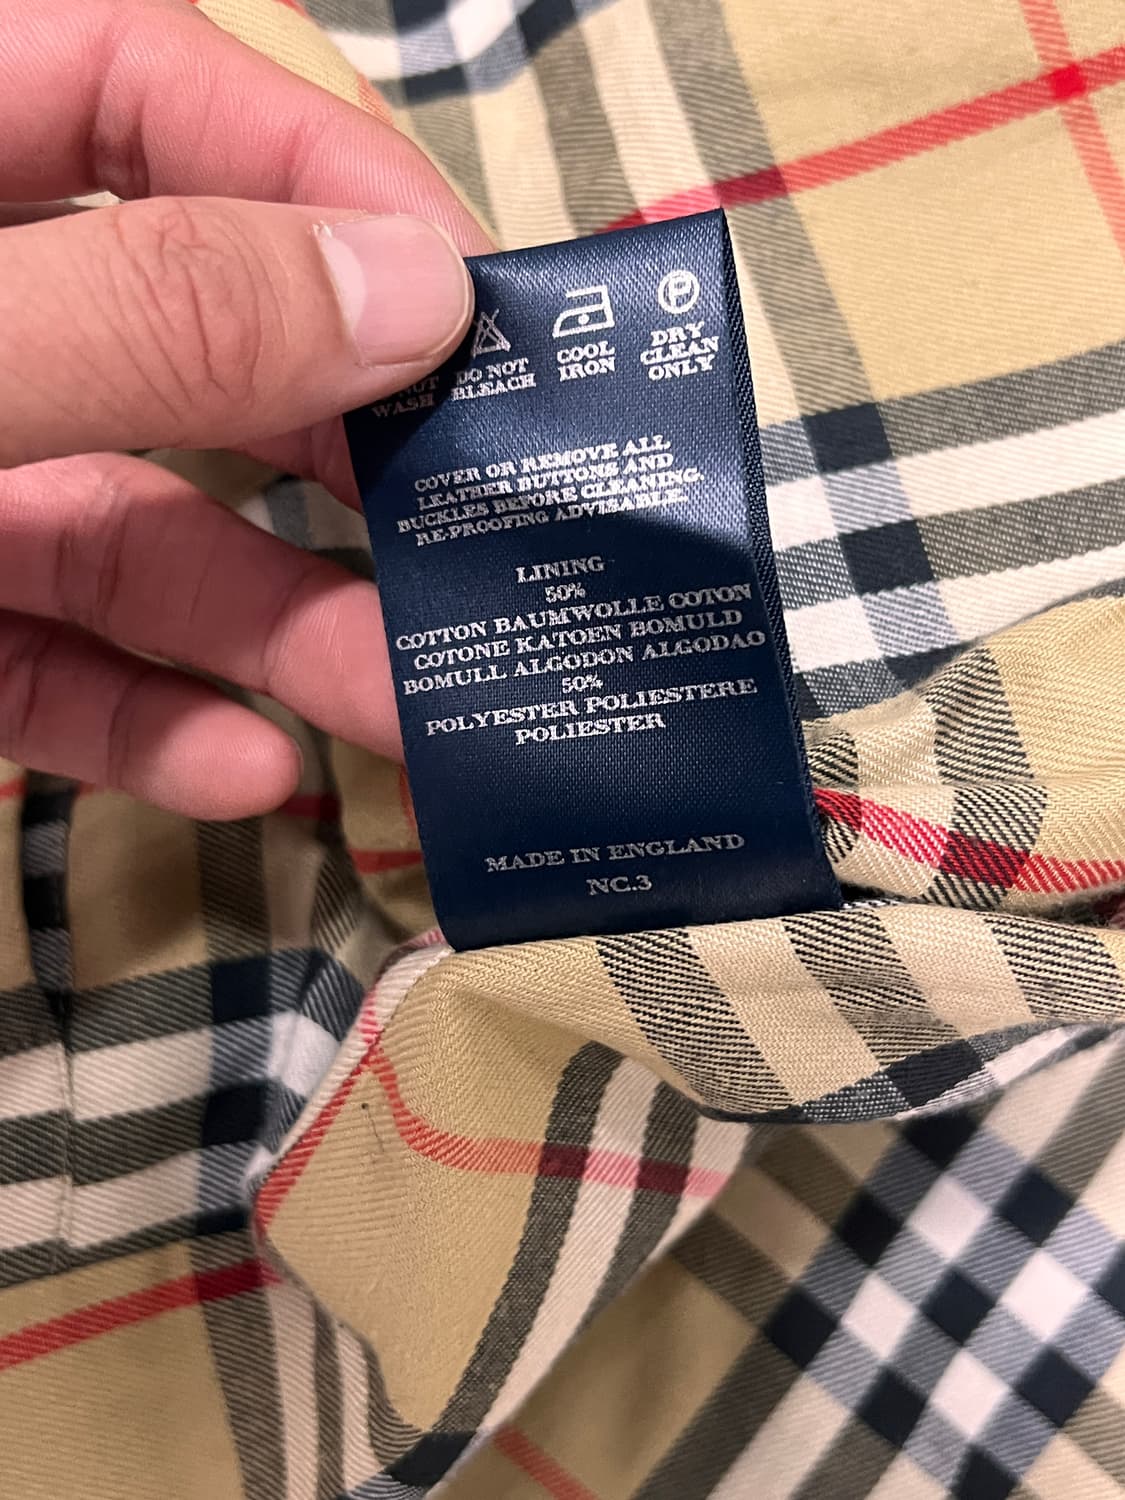 P
WASH
DO NOT
BLEACH
COOL
IRON
DRY
CLEAN
ONLY
COVER OR REMOVE ALL
LEATHER BUTTONS AND
BUCKLES BEFORE CLEANING.
RE-PROOFING ADVISABLE.
LINING
50%
COTTON BAUMWOLLE COTON
COTONE KATOEN BOMULD
BOMULL ALGODON ALGODAO
50%
POLYESTER POLIESTERE
POLIESTER
MADE IN ENGLAND
NC.3